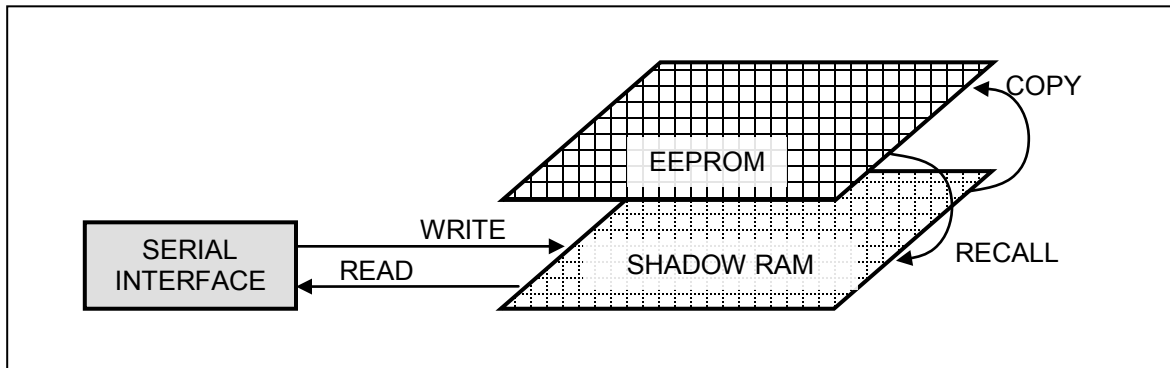 COPY
EEPROM
WRITE
SERIAL
INTERFACE
READ
SHADOW RAM
RECALL